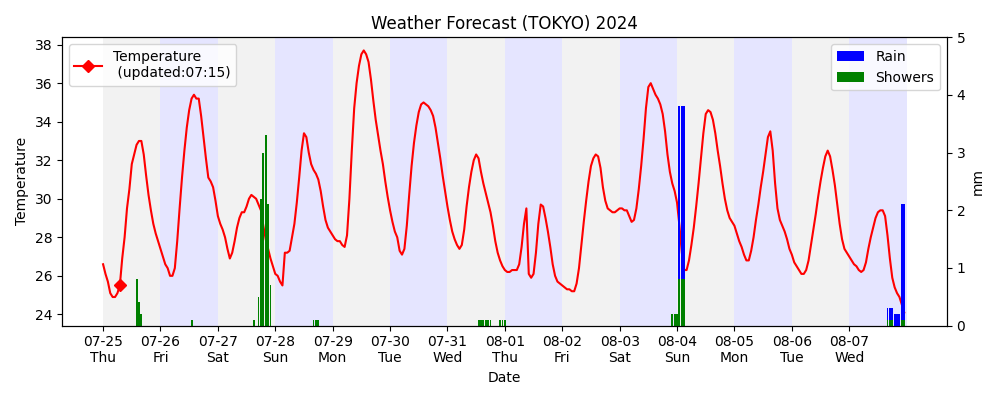 Weather Forecast (TOKYO) 2024
Temperature
(updated:07:15)
Rain
Showers
38
36
34
32
30
28
26
24
Temperature
5
4
3
2
1
0
mm
07-25 07-26 07-27 07-28 07-29 07-30 07-31 08-01 08-02 08-03 08-04 08-05 08-06 08-07
Thu Fri Sat Sun Mon Tue Wed Thu Fri Sat Sun Mon Tue Wed
Date